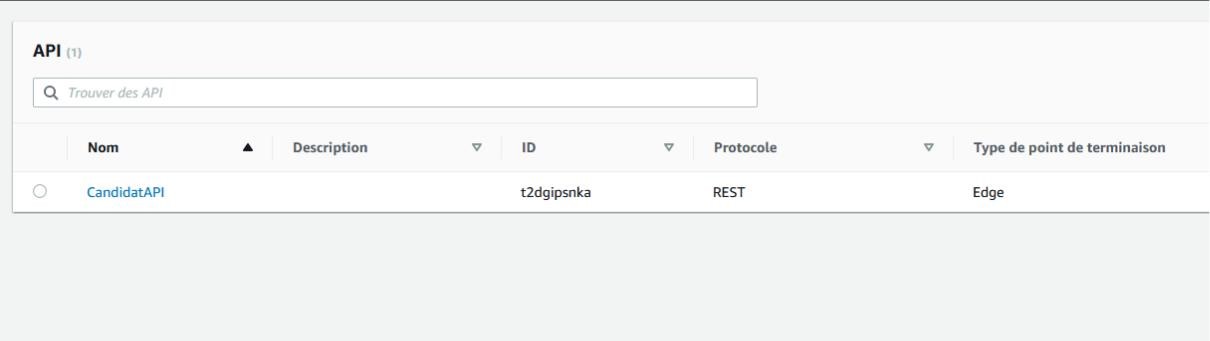 API (1)
Trouver des API
Nom Description ID Protocole Type de point de terminaison
CandidatAPI t2dgipsnka REST Edge